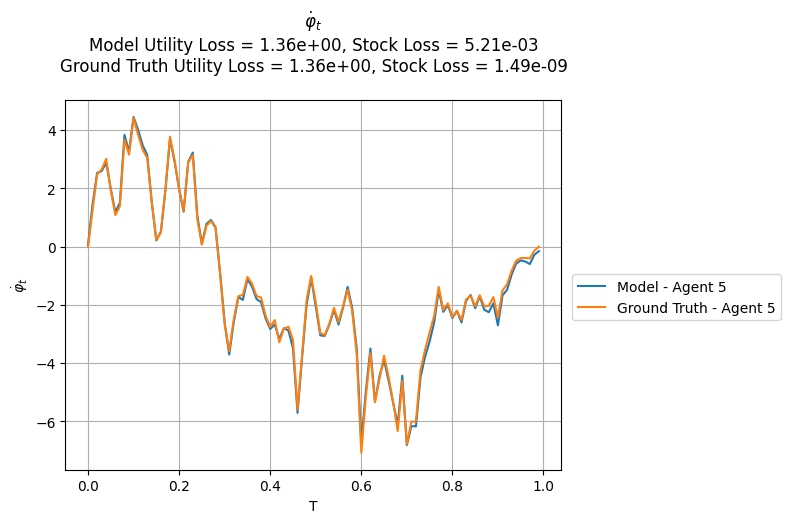 φ̇ₜ
Model Utility Loss = 1.36e+00, Stock Loss = 5.21e-03
Ground Truth Utility Loss = 1.36e+00, Stock Loss = 1.49e-09
4
2
0
−2
−4
−6
φ̇ₜ
0.0 0.2 0.4 0.6 0.8 1.0
T
Model - Agent 5
Ground Truth - Agent 5